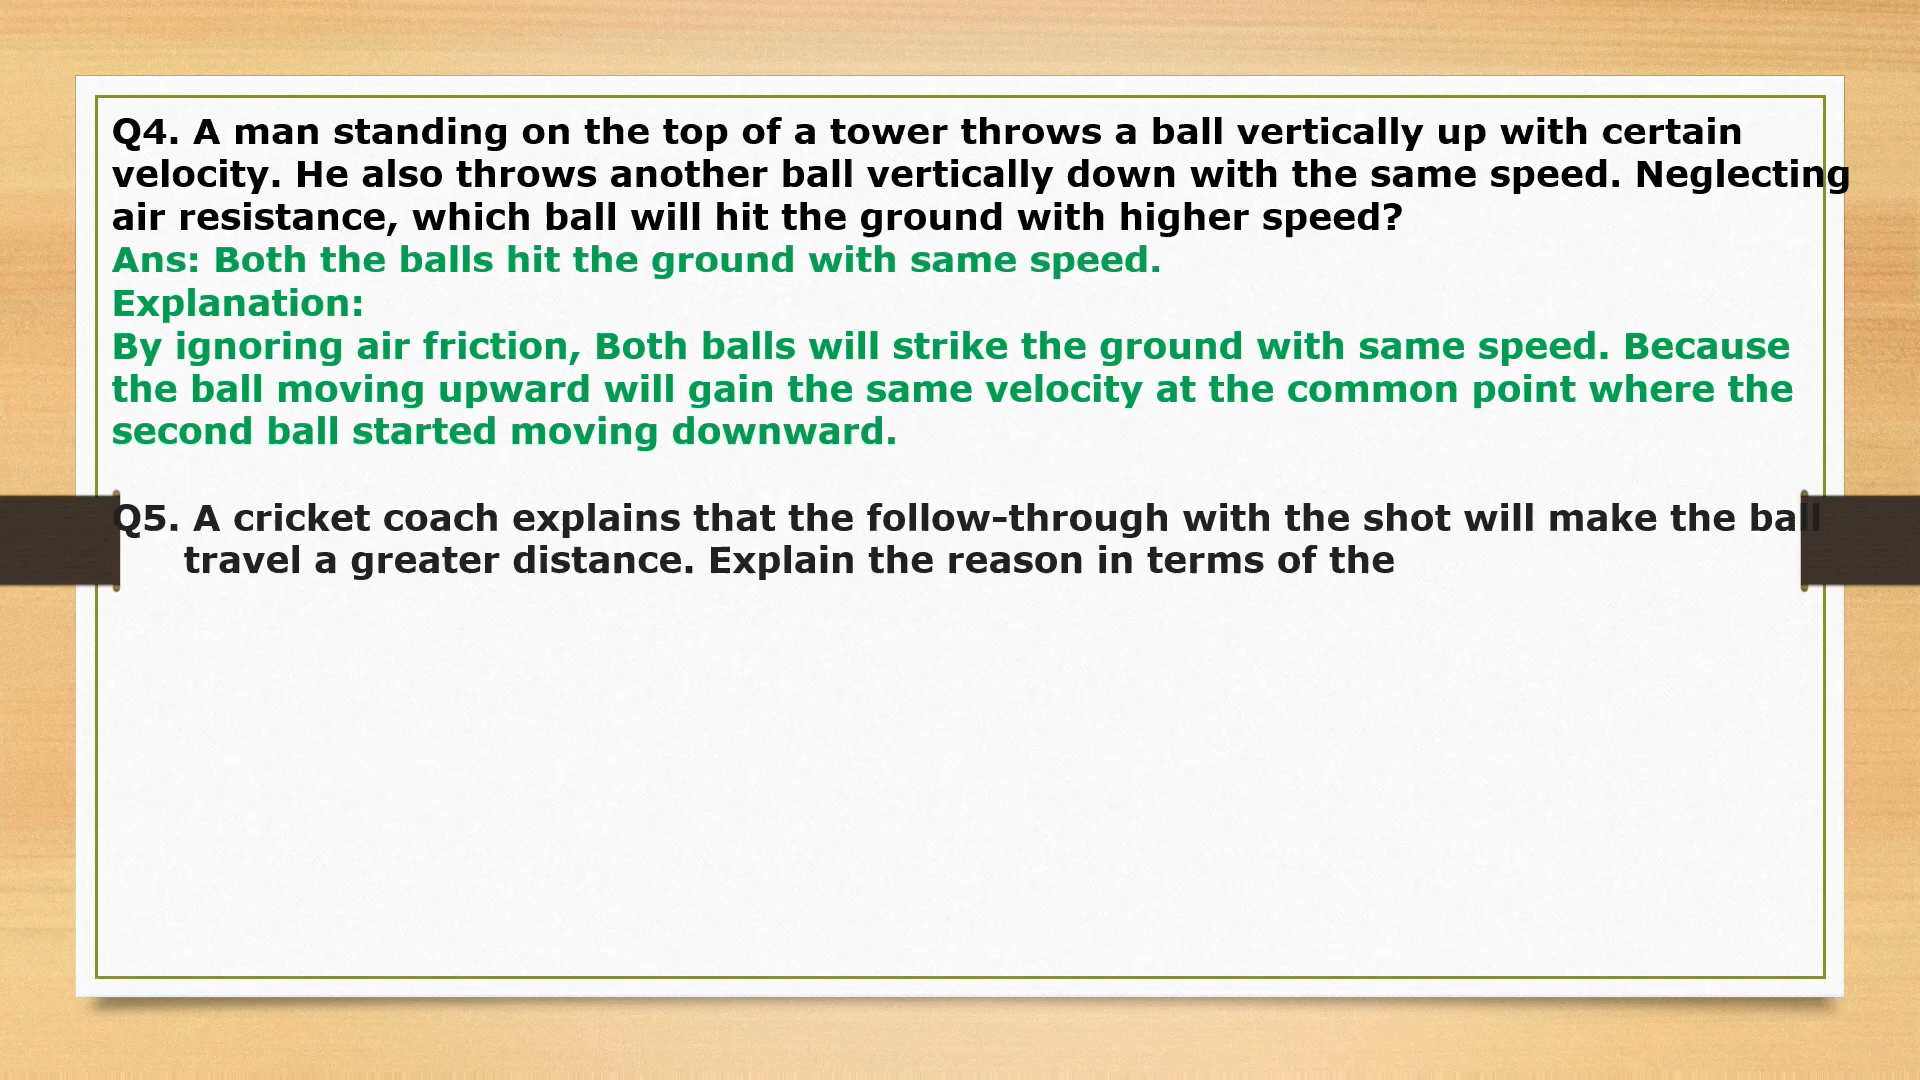 Q4. A man standing on the top of a tower throws a ball vertically up with certain
velocity. He also throws another ball vertically down with the same speed. Neglecting
air resistance, which ball will hit the ground with higher speed?
Ans: Both the balls hit the ground with same speed.
Explanation:
By ignoring air friction, Both balls will strike the ground with same speed. Because
the ball moving upward will gain the same velocity at the common point where the
second ball started moving downward.
Q5. A cricket coach explains that the follow-through with the shot will make the ball
travel a greater distance. Explain the reason in terms of the